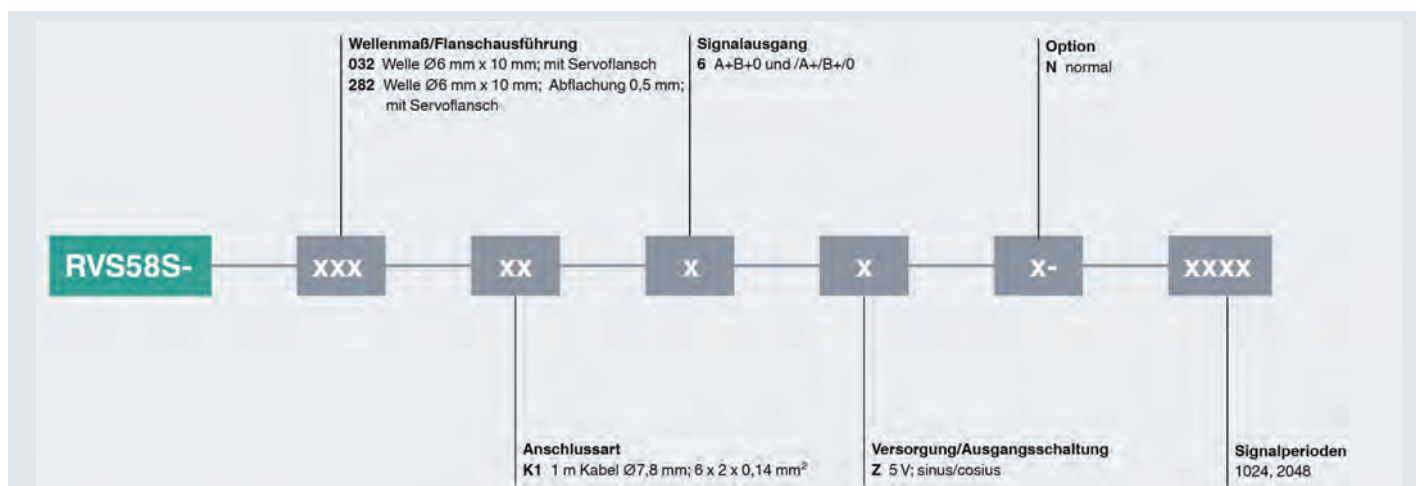 Wellenmaß/Flanschausführung
032 Welle Ø6 mm x 10 mm; mit Servoflansch
282 Welle Ø6 mm x 10 mm; Abflachung 0,5 mm;
mit Servoflansch
Signalausgang
6 A+B+0 und /A+/B+/0
Option
N normal
RVS58S-
xxx
xx
x
x
x-
xxxx
Anschlussart
K1 1 m Kabel Ø7,8 mm; 6 x 2 x 0,14 mm²
Versorgung/Ausgangsschaltung
Z 5 V; sinus/cosius
Signalperioden
1024, 2048